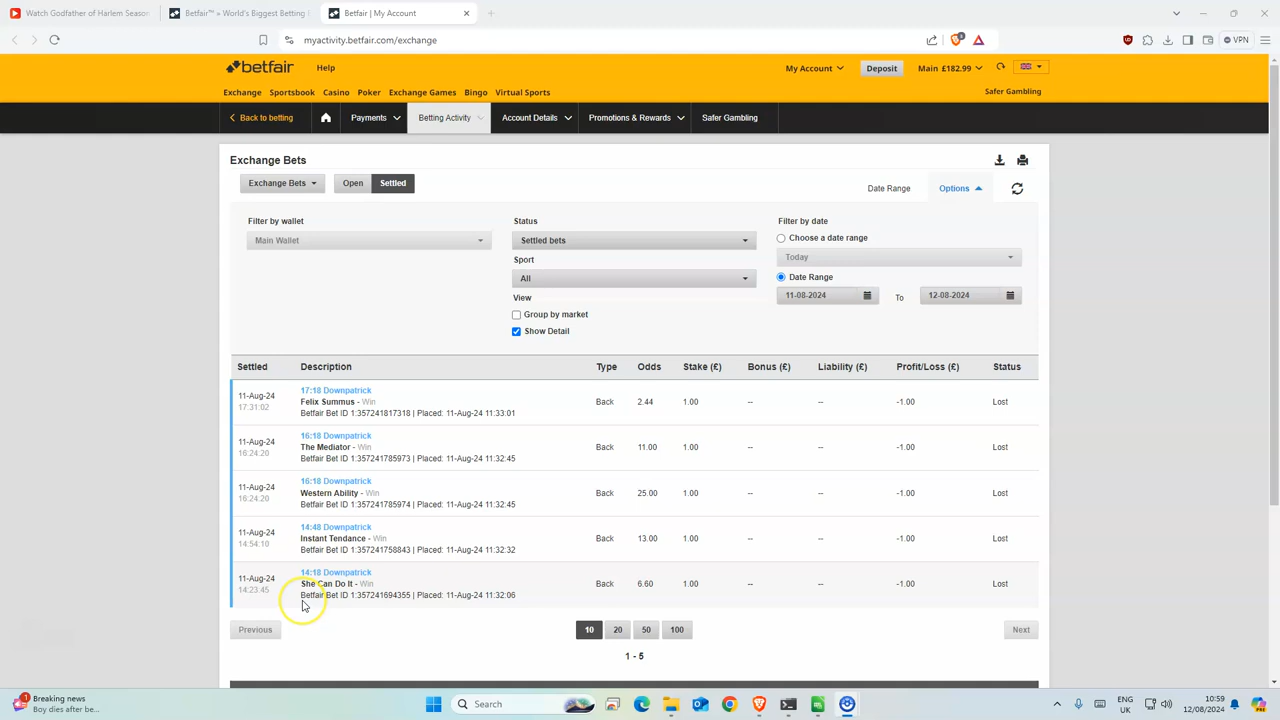 Watch Godfather of Harlem Season
Betfair™ » World's Biggest Betting
Betfair | My Account
myactivity.betfair.com/exchange
VPN
betfair
Help
My Account
Deposit
Main £182.99
Exchange Sportsbook Casino Poker Exchange Games Bingo Virtual Sports
Safer Gambling
Back to betting
Payments
Betting Activity
Account Details
Promotions & Rewards
Safer Gambling
Exchange Bets
Exchange Bets
Open
Settled
Date Range
Options
Filter by wallet
Main Wallet
Status
Settled bets
Sport
All
View
Group by market
Show Detail
Filter by date
Choose a date range
Today
Date Range
11-08-2024
To
12-08-2024
Settled Description Type Odds Stake (£) Bonus (£) Liability (£) Profit/Loss (£) Status
17:18 Downpatrick
11-Aug-24 Felix Summus - Win Back 2.44 1.00 -- -- -1.00 Lost
17:31:02 Betfair Bet ID 1:357241817318 | Placed: 11-Aug-24 11:33:01
16:18 Downpatrick
11-Aug-24 The Mediator - Win Back 11.00 1.00 -- -- -1.00 Lost
16:24:20 Betfair Bet ID 1:357241785973 | Placed: 11-Aug-24 11:32:45
16:18 Downpatrick
11-Aug-24 Western Ability - Win Back 25.00 1.00 -- -- -1.00 Lost
16:24:20 Betfair Bet ID 1:357241785974 | Placed: 11-Aug-24 11:32:45
14:48 Downpatrick
11-Aug-24 Instant Tendance - Win Back 13.00 1.00 -- -- -1.00 Lost
14:54:10 Betfair Bet ID 1:357241758843 | Placed: 11-Aug-24 11:32:32
14:18 Downpatrick
11-Aug-24 She Can Do It - Win Back 6.60 1.00 -- -- -1.00 Lost
14:23:45 Betfair Bet ID 1:357241694355 | Placed: 11-Aug-24 11:32:06
Previous
10 20 50 100
Next
1 - 5
Breaking news
Boy dies after be...
Search
ENG
UK
10:59
12/08/2024